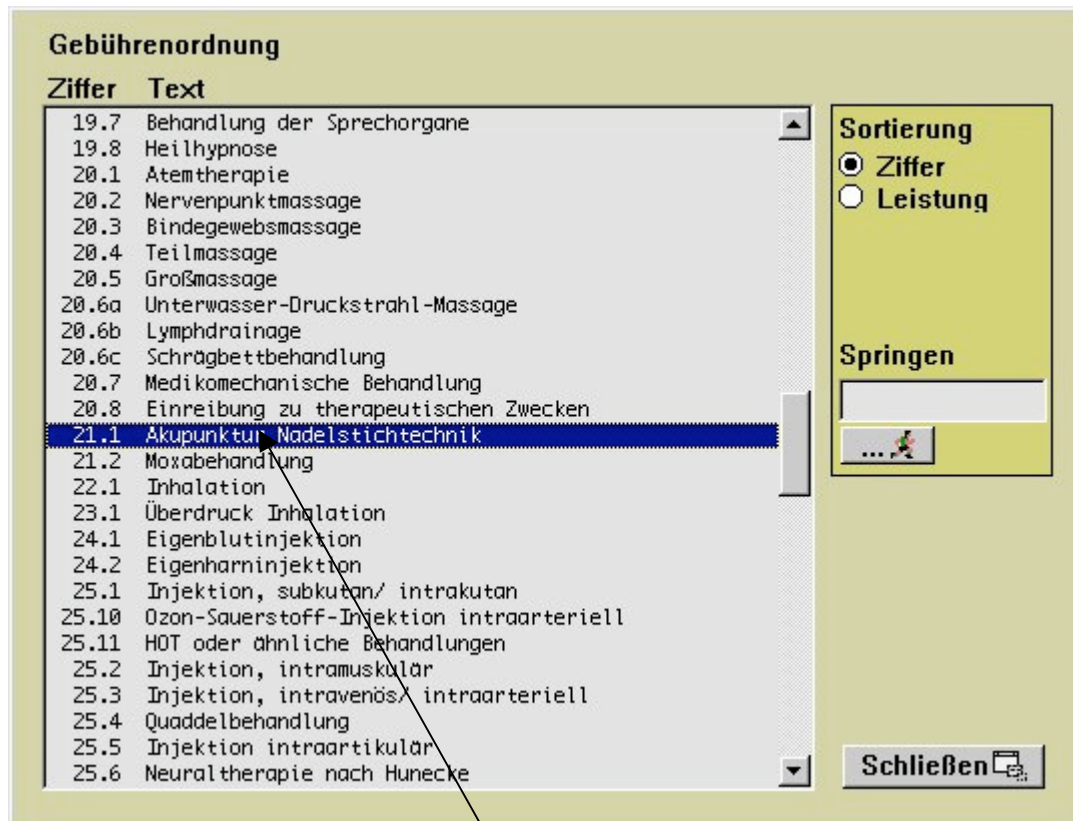 Gebührenordnung
Ziffer Text
19.7 Behandlung der Sprechorgane
19.8 Heilhypnose
20.1 Atemtherapie
20.2 Nervenpunktmassage
20.3 Bindegewebsmassage
20.4 Teilmassage
20.5 Großmassage
20.6a Unterwasser-Druckstrahl-Massage
20.6b Lymphdrainage
20.6c Schrägbettbehandlung
20.7 Medikomechanische Behandlung
20.8 Einreibung zu therapeutischen Zwecken
21.1 Akupunktur Nadelstichtechnik
21.2 Moxabehandlung
22.1 Inhalation
23.1 Überdruck Inhalation
24.1 Eigenblutinjektion
24.2 Eigenharninjektion
25.1 Injektion, subkutan/ intrakutan
25.10 Ozon-Sauerstoff-Injektion intraarteriell
25.11 HOT oder ähnliche Behandlungen
25.2 Injektion, intramuskulär
25.3 Injektion, intravenös/ intraarteriell
25.4 Quaddelbehandlung
25.5 Injektion intraartikulär
25.6 Neuraltherapie nach Hunecke
Sortierung
Ziffer
Leistung
Springen
...
Schließen